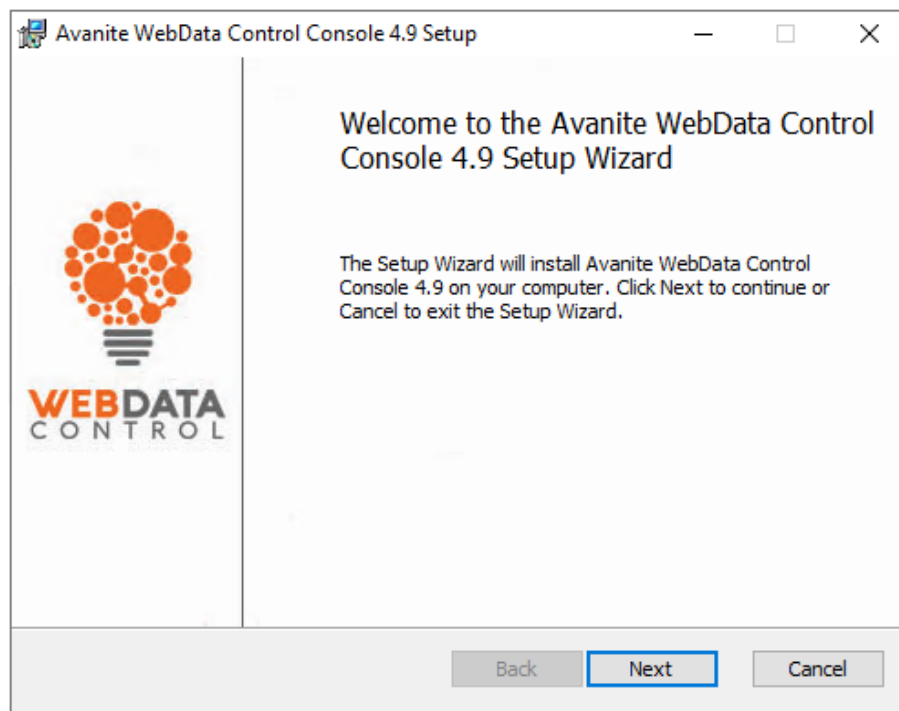 Avanite WebData Control Console 4.9 Setup
Welcome to the Avanite WebData Control
Console 4.9 Setup Wizard
The Setup Wizard will install Avanite WebData Control
Console 4.9 on your computer. Click Next to continue or
Cancel to exit the Setup Wizard.
WEBDATA
CONTROL
Back
Next
Cancel